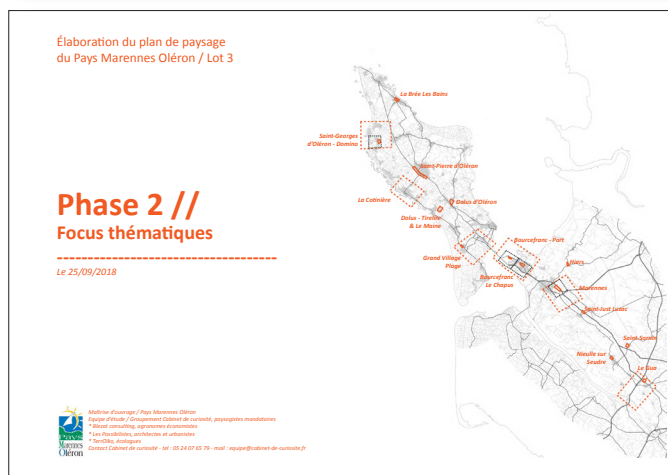 Élaboration du plan de paysage
du Pays Marennes Oléron / Lot 3
Phase 2 //
Focus thématiques
Le 25/09/2018
La Brée Les Bains
Saint-Georges
d'Oléron - Domino
Saint-Pierre d'Oléron
La Cotinière
Dolus d'Oléron
Dolus - Tirelire
& Le Maine
Grand Village
Plage
Bourcefranc - Port
Bourcefranc
Le Chapus
Hiers
Marennes
Saint-Just Luzac
Saint-Sornin
Nieulle sur
Seudre
Le Gua
PAYS
Marennes
Oléron
Maîtrise d'ouvrage / Pays Marennes Oléron
Equipe d'étude / Groupement Cabinet de curiosité, paysagistes mandataires
* Blezat consulting, agronomes économistes
* Les Possibilistes, architectes et urbanistes
* TerrOïko, écologues
Contact Cabinet de curiosité - tel : 05 24 07 65 79 - mail : equipe@cabinet-de-curiosite.fr